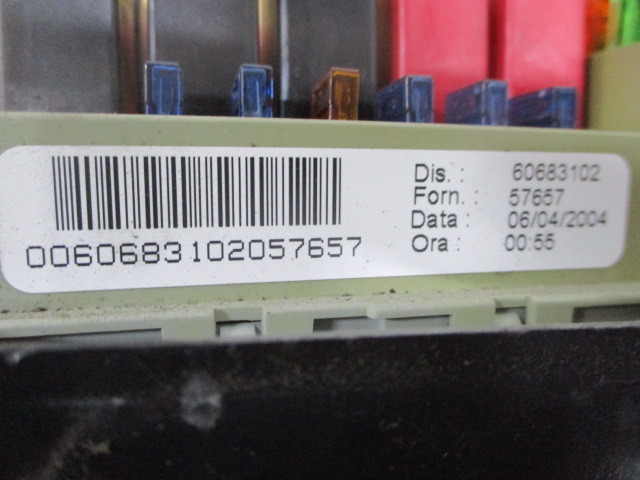 0060683102057657
Dis. : 60683102
Forn. : 57657
Data : 06/04/2004
Ora : 00:55